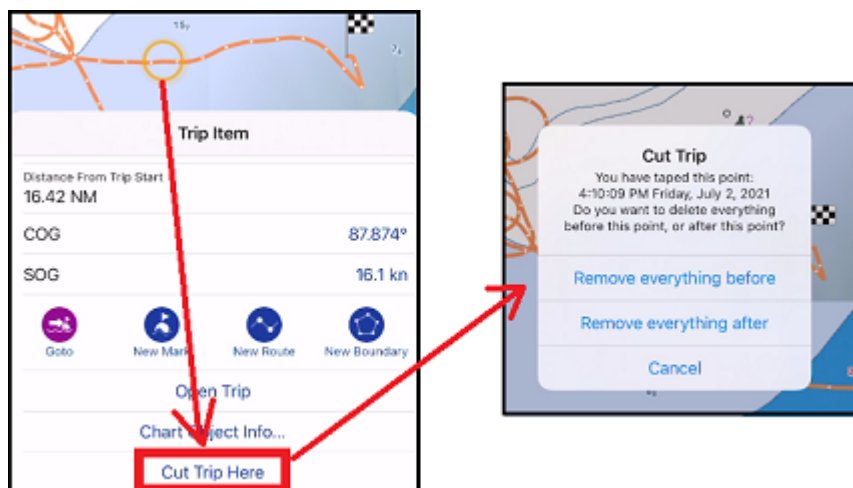 15₇
7₄
Trip Item
Distance From Trip Start
16.42 NM
COG 87.874°
SOG 16.1 kn
Goto New Mark New Route New Boundary
Open Trip
Chart Object Info...
Cut Trip Here
Cut Trip
You have taped this point:
4:10:09 PM Friday, July 2, 2021
Do you want to delete everything
before this point, or after this point?
Remove everything before
Remove everything after
Cancel